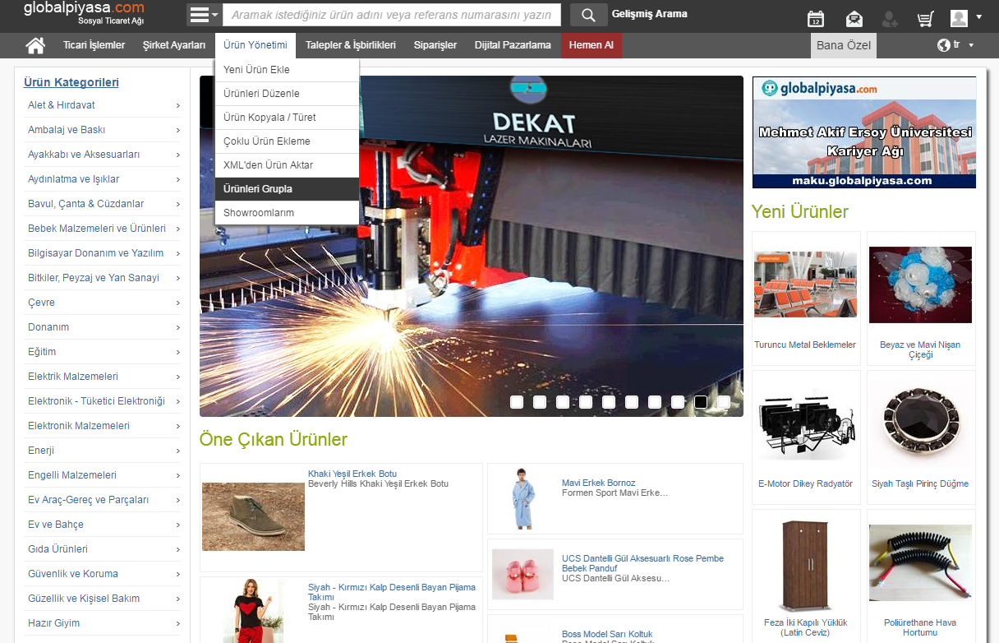 globalpiyasa.com
Sosyal Ticaret Ağı
Aramak istediğiniz ürün adını veya referans numarasını yazın
Gelişmiş Arama
12
Ticari İşlemler
Şirket Ayarları
Ürün Yönetimi
Talepler & İşbirlikleri
Siparişler
Dijital Pazarlama
Hemen Al
Bana Özel
tr
Yeni Ürün Ekle
Ürünleri Düzenle
Ürün Kopyala / Türet
Çoklu Ürün Ekleme
XML'den Ürün Aktar
Ürünleri Grupla
Showroomlarım
Ürün Kategorileri
Alet & Hırdavat
Ambalaj ve Baskı
Ayakkabı ve Aksesuarları
Aydınlatma ve Işıklar
Bavul, Çanta & Cüzdanlar
Bebek Malzemeleri ve Ürünleri
Bilgisayar Donanım ve Yazılım
Bitkiler, Peyzaj ve Yan Sanayi
Çevre
Donanım
Eğitim
Elektrik Malzemeleri
Elektronik - Tüketici Elektroniği
Elektronik Malzemeleri
Enerji
Engelli Malzemeleri
Ev Araç-Gereç ve Parçaları
Ev ve Bahçe
Gıda Ürünleri
Güvenlik ve Koruma
Güzellik ve Kişisel Bakım
Hazır Giyim
DEKAT
LAZER MAKINALARI
Öne Çıkan Ürünler
Khaki Yeşil Erkek Botu
Beverly Hills Khaki Yeşil Erkek Botu
Siyah - Kırmızı Kalp Desenli Bayan Pijama
Takımı
Siyah - Kırmızı Kalp Desenli Bayan Pijama
Takımı
Mavi Erkek Bornoz
Formen Sport Mavi Erke...
UCS Dantelli Gül Aksesuarlı Rose Pembe
Bebek Panduf
UCS Dantelli Gül Aksesu...
Boss Model Sarı Koltuk
globalpiyasa.com
Mehmet Akif Ersoy Üniversitesi
Kariyer Ağı
maku.globalpiyasa.com
Yeni Ürünler
Turuncu Metal Beklemeler
Beyaz ve Mavi Nişan
Çiçeği
E-Motor Dikey Radyatör
Siyah Taşlı Pirinç Düğme
Feza İki Kapılı Yüklük
(Latin Ceviz)
Poliürethane Hava
Hortumu